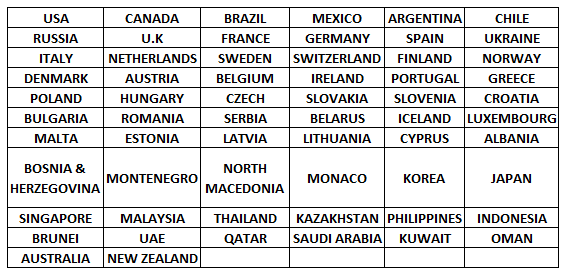 USA CANADA BRAZIL MEXICO ARGENTINA CHILE
RUSSIA U.K FRANCE GERMANY SPAIN UKRAINE
ITALY NETHERLANDS SWEDEN SWITZERLAND FINLAND NORWAY
DENMARK AUSTRIA BELGIUM IRELAND PORTUGAL GREECE
POLAND HUNGARY CZECH SLOVAKIA SLOVENIA CROATIA
BULGARIA ROMANIA SERBIA BELARUS ICELAND LUXEMBOURG
MALTA ESTONIA LATVIA LITHUANIA CYPRUS ALBANIA
BOSNIA &
HERZEGOVINA MONTENEGRO NORTH
MACEDONIA MONACO KOREA JAPAN
SINGAPORE MALAYSIA THAILAND KAZAKHSTAN PHILIPPINES INDONESIA
BRUNEI UAE QATAR SAUDI ARABIA KUWAIT OMAN
AUSTRALIA NEW ZEALAND